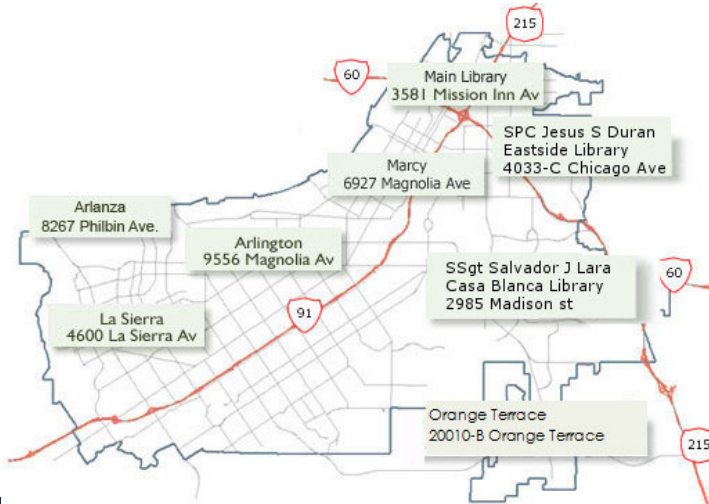 215
60
Main Library
3581 Mission Inn Av
SPC Jesus S Duran
Eastside Library
4033-C Chicago Ave
Marcy
6927 Magnolia Ave
Arlanza
8267 Philbin Ave.
Arlington
9556 Magnolia Av
SSgt Salvador J Lara
Casa Blanca Library
2985 Madison st
60
91
La Sierra
4600 La Sierra Av
Orange Terrace
20010-B Orange Terrace
215